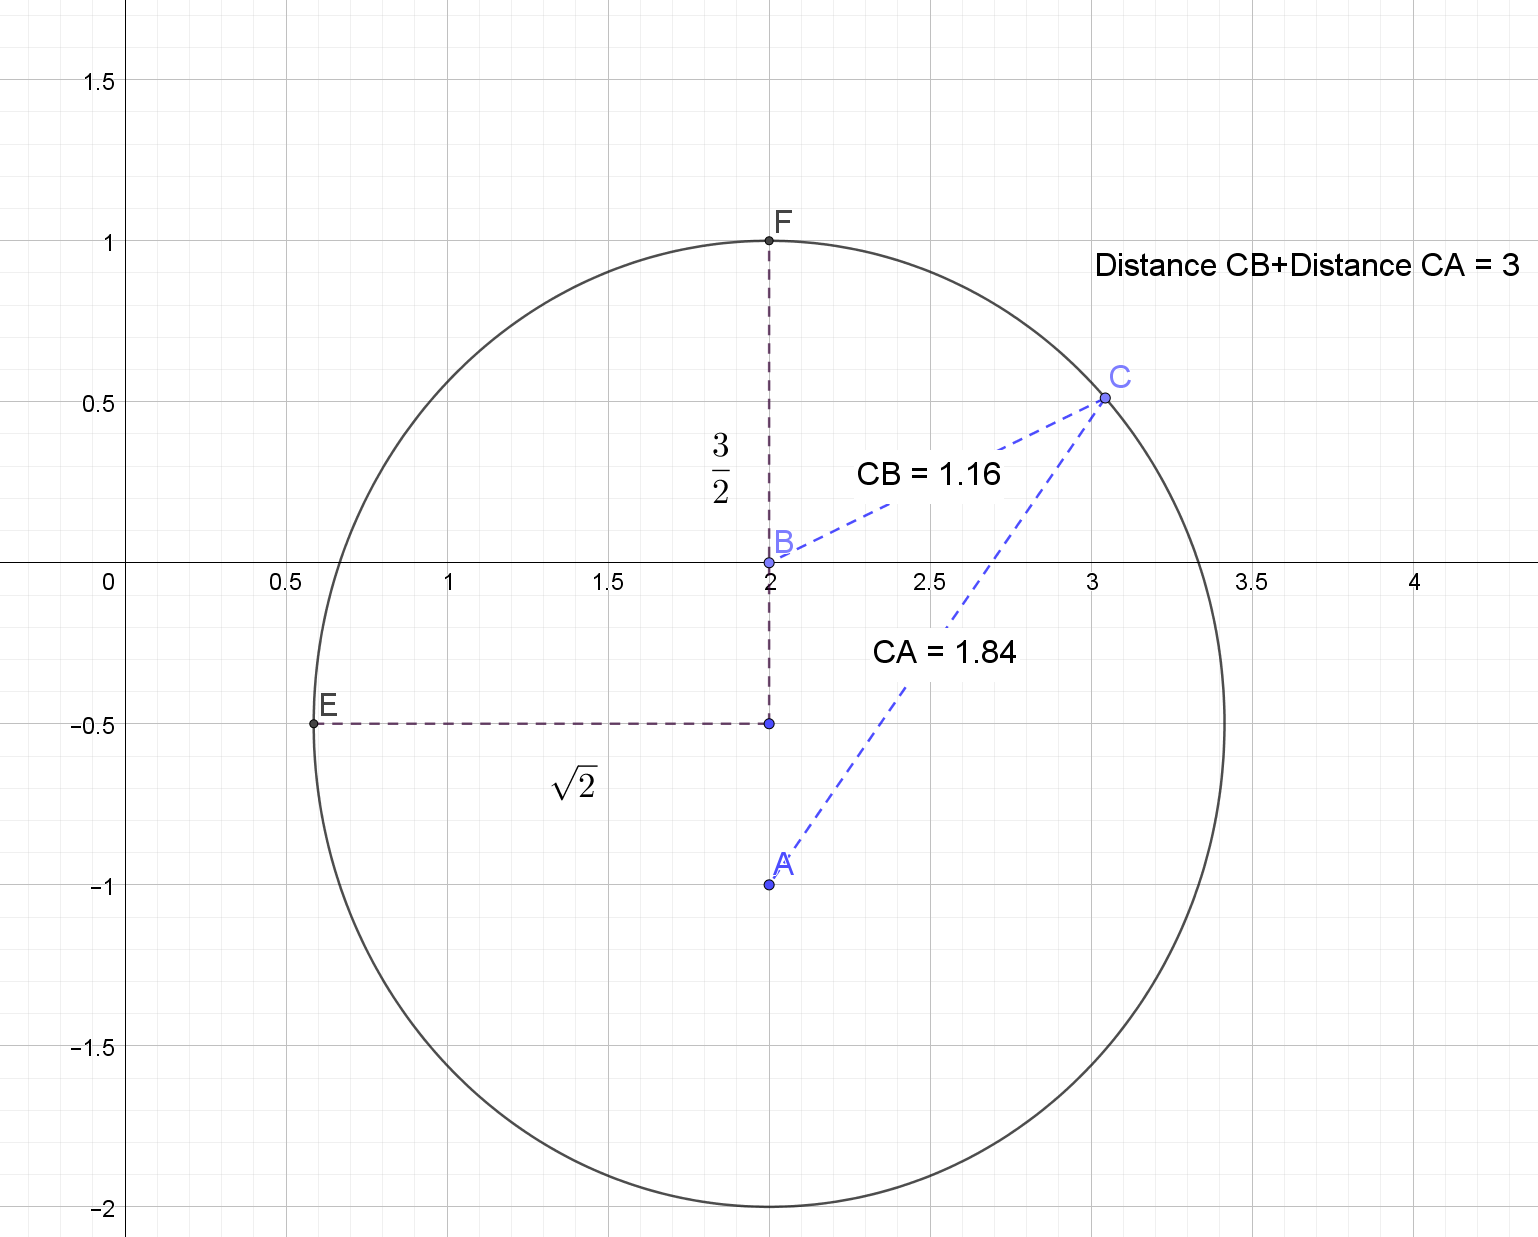 1.5
F
1
Distance CB+Distance CA = 3
C
0.5
3
2
CB = 1.16
B
0 0.5 1 1.5 2 2.5 3 3.5 4
CA = 1.84
E
−0.5
√2
A
−1
−1.5
−2